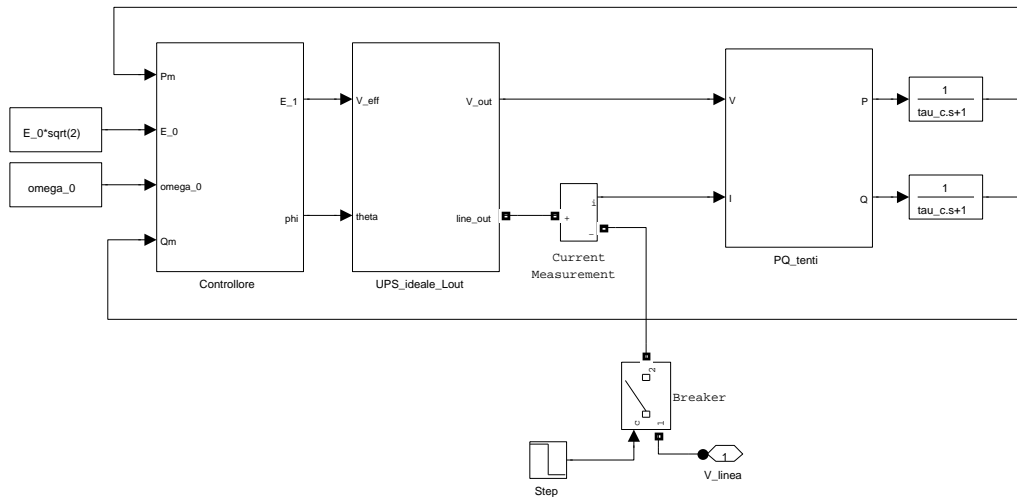 Pm
E_0
omega_0
Qm
E_1
phi
Controllore
E_0*sqrt(2)
omega_0
V_eff
theta
V_out
line_out
UPS_ideale_Lout
+
i
-
Current
Measurement
V
I
P
Q
PQ_tenti
1
tau_c.s+1
1
tau_c.s+1
2
c
1
Breaker
Step
1
V_linea